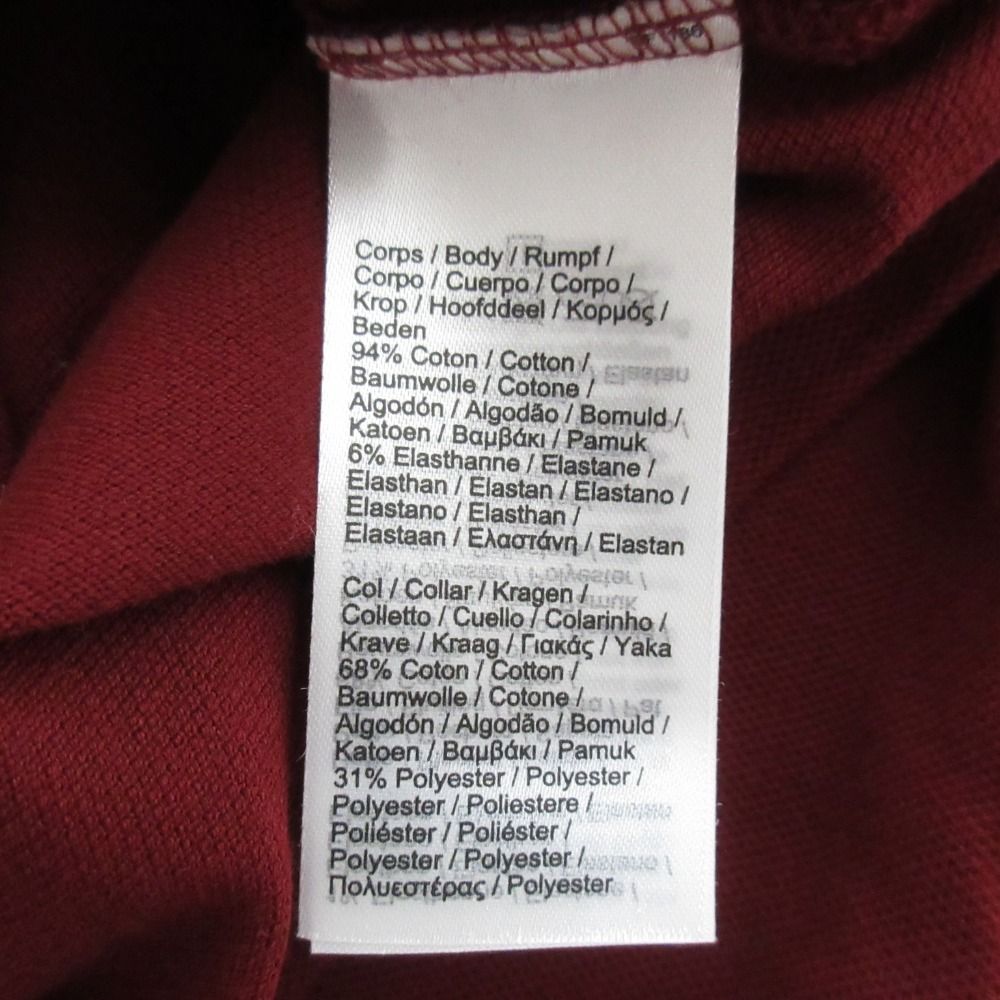 Corps / Body / Rumpf /
Corpo / Cuerpo / Corpo /
Krop / Hoofddeel / Κορμός /
Beden
94% Coton / Cotton /
Baumwolle / Cotone /
Algodón / Algodão / Bomuld /
Katoen / Βαμβάκι / Pamuk
6% Elasthanne / Elastane /
Elasthan / Elastan / Elastano /
Elastano / Elasthan /
Elastaan / Ελαστάνη / Elastan
Col / Collar / Kragen /
Colletto / Cuello / Colarinho /
Krave / Kraag / Γιακάς / Yaka
68% Coton / Cotton /
Baumwolle / Cotone /
Algodón / Algodão / Bomuld /
Katoen / Βαμβάκι / Pamuk
31% Polyester / Polyester /
Polyester / Poliestere /
Poliéster / Poliéster /
Polyester / Polyester /
Πολυεστέρας / Polyester